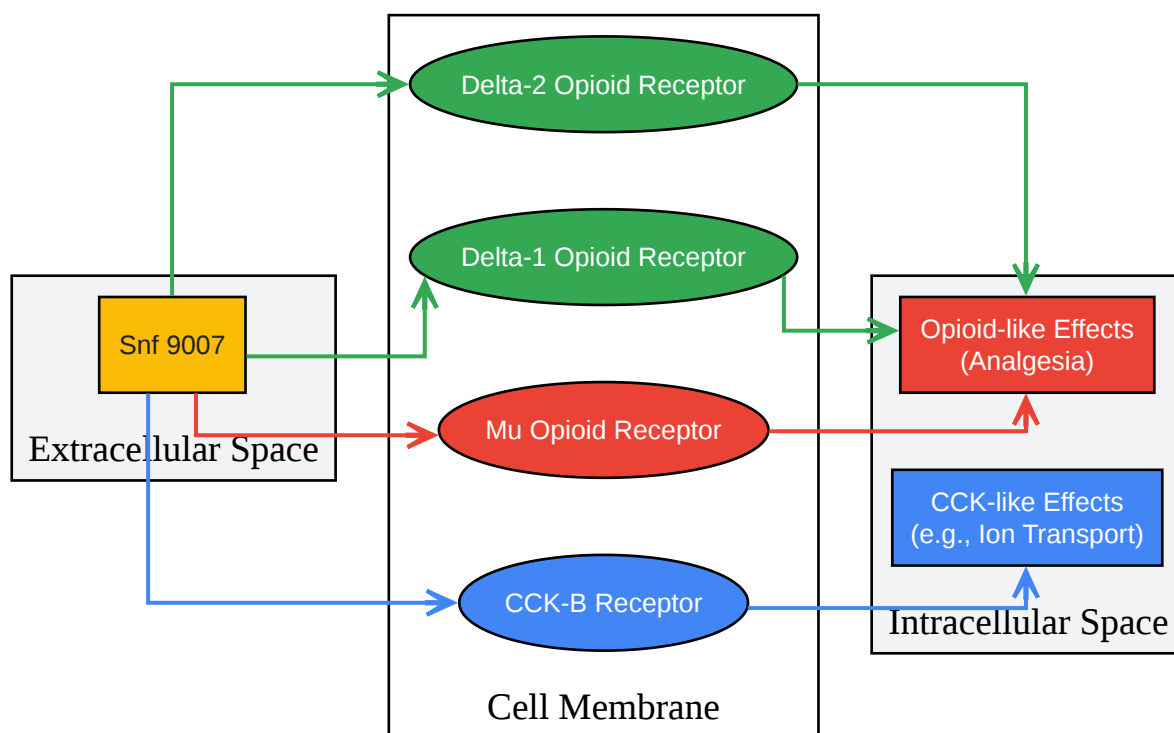 Delta-2 Opioid Receptor
Delta-1 Opioid Receptor
Snf 9007
Extracellular Space
Mu Opioid Receptor
CCK-B Receptor
Cell Membrane
Opioid-like Effects
(Analgesia)
CCK-like Effects
(e.g., Ion Transport)
Intracellular Space